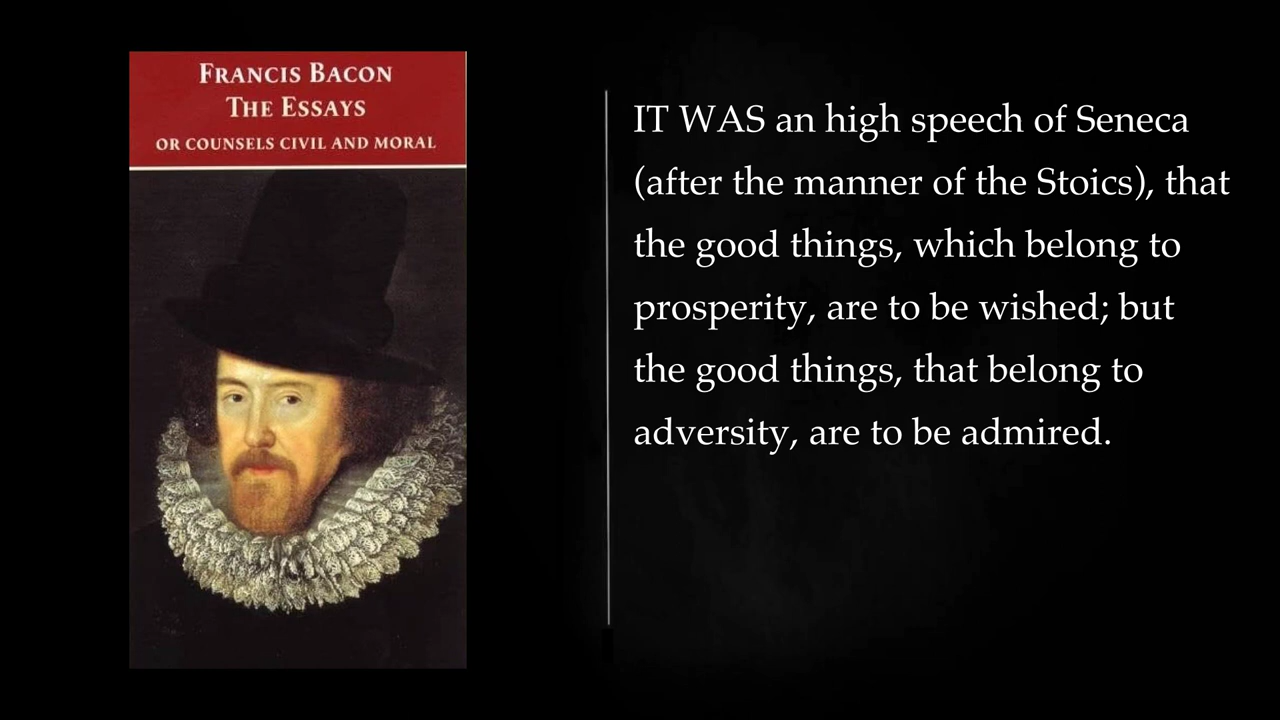 FRANCIS BACON
THE ESSAYS
OR COUNSELS CIVIL AND MORAL
IT WAS an high speech of Seneca
(after the manner of the Stoics), that
the good things, which belong to
prosperity, are to be wished; but
the good things, that belong to
adversity, are to be admired.